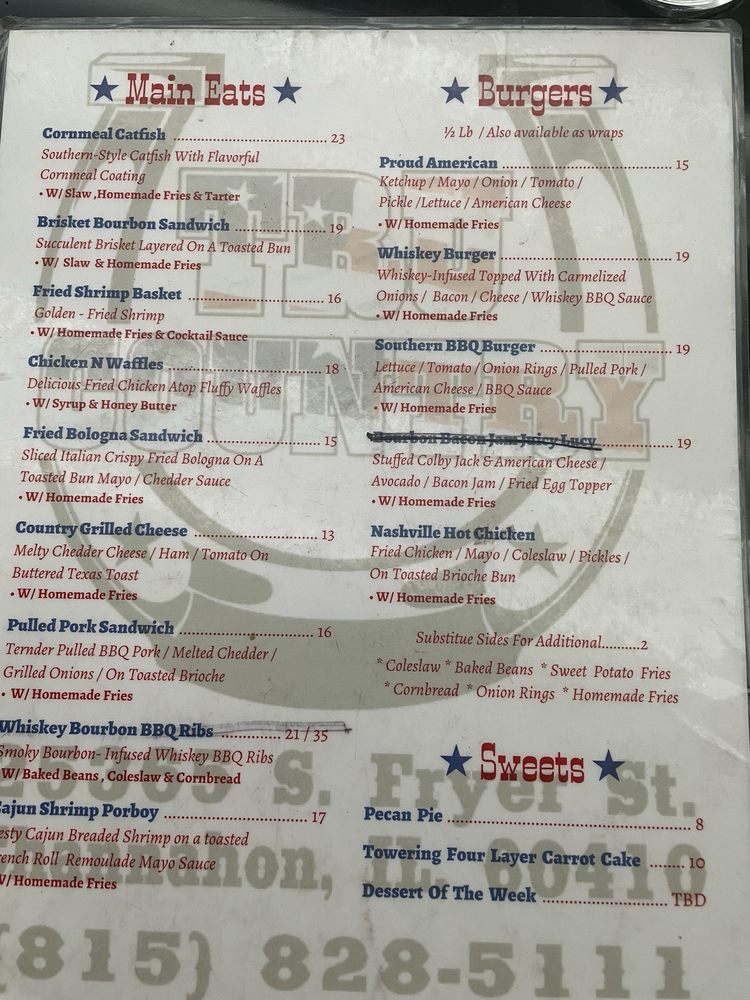 Main Eats
Cornmeal Catfish 23
Southern-Style Catfish With Flavorful
Cornmeal Coating
• W/ Slaw ,Homemade Fries & Tarter
Brisket Bourbon Sandwich 19
Succulent Brisket Layered On A Toasted Bun
• W/ Slaw & Homemade Fries
Fried Shrimp Basket 16
Golden - Fried Shrimp
• W/ Homemade Fries & Cocktail Sauce
Chicken N Waffles 18
Delicious Fried Chicken Atop Fluffy Waffles
• W/ Syrup & Honey Butter
Fried Bologna Sandwich 15
Sliced Italian Crispy Fried Bologna On A
Toasted Bun Mayo / Chedder Sauce
• W/ Homemade Fries
Country Grilled Cheese 13
Melty Chedder Cheese / Ham / Tomato On
Buttered Texas Toast
• W/ Homemade Fries
Pulled Pork Sandwich 16
Ternder Pulled BBQ Pork / Melted Chedder /
Grilled Onions / On Toasted Brioche
• W/ Homemade Fries
Whiskey Bourbon BBQ Ribs 21 / 35
Smoky Bourbon- Infused Whiskey BBQ Ribs
W/ Baked Beans , Coleslaw & Cornbread
Cajun Shrimp Porboy 17
esty Cajun Breaded Shrimp on a toasted
rench Roll Remoulade Mayo Sauce
W/ Homemade Fries
Burgers
½ Lb / Also available as wraps
Proud American 15
Ketchup / Mayo / Onion / Tomato /
Pickle /Lettuce / American Cheese
• W/ Homemade Fries
Whiskey Burger 19
Whiskey-Infused Topped With Carmelized
Onions / Bacon / Cheese / Whiskey BBQ Sauce
• W/ Homemade Fries
Southern BBQ Burger 19
Lettuce / Tomato / Onion Rings / Pulled Pork /
American Cheese / BBQ Sauce
• W/ Homemade Fries
Bourbon Bacon Jam Juicy Lucy 19
Stuffed Colby Jack & American Cheese /
Avocado / Bacon Jam / Fried Egg Topper
• W/ Homemade Fries
Nashville Hot Chicken
Fried Chicken / Mayo / Coleslaw / Pickles /
On Toasted Brioche Bun
• W/ Homemade Fries
Substitue Sides For Additional..........2
* Coleslaw * Baked Beans * Sweet Potato Fries
* Cornbread * Onion Rings * Homemade Fries
Sweets
Pecan Pie 8
Towering Four Layer Carrot Cake 10
Dessert Of The Week TBD
COUNTRY
S. Fryer St.
IL. 60410
(815) 828-5111